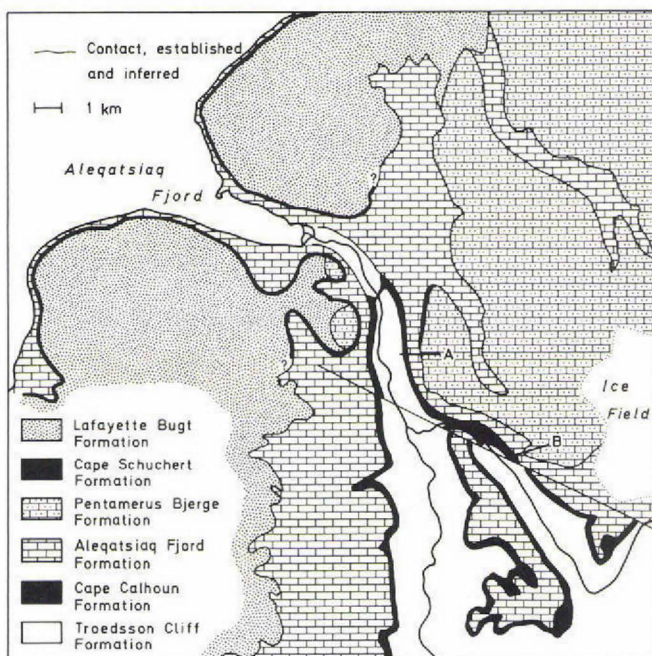 Contact, established
and inferred
1 km
Aleqatsiaq
Fjord
?
A
?
Ice
Field
B
Lafayette Bugt
Formation
Cape Schuchert
Formation
Pentamerus Bjerge
Formation
Aleqatsiaq Fjord
Formation
Cape Calhoun
Formation
Troedsson Cliff
Formation